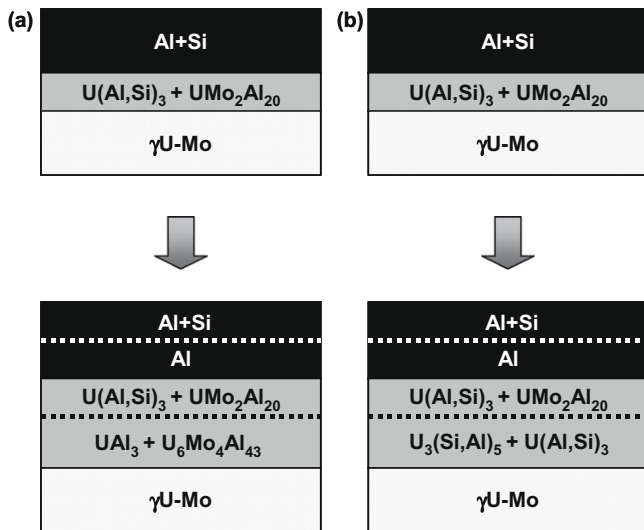 (a)
Al+Si
U(Al,Si)₃ + UMo₂Al₂₀
γU-Mo
Al+Si
Al
U(Al,Si)₃ + UMo₂Al₂₀
UAl₃ + U₆Mo₄Al₄₃
γU-Mo
(b)
Al+Si
U(Al,Si)₃ + UMo₂Al₂₀
γU-Mo
Al+Si
Al
U(Al,Si)₃ + UMo₂Al₂₀
U₃(Si,Al)₅ + U(Al,Si)₃
γU-Mo